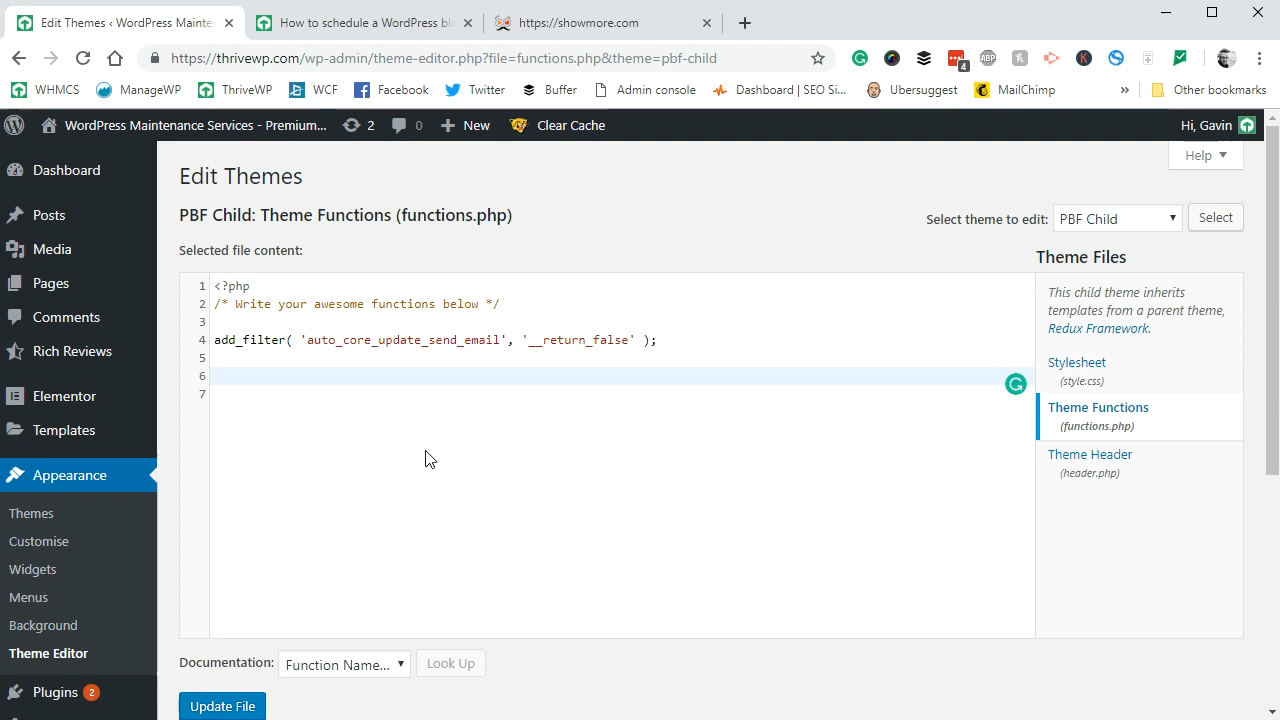 Edit Themes ‹ WordPress Mainte
How to schedule a WordPress blo
https://showmore.com
https://thrivewp.com/wp-admin/theme-editor.php?file=functions.php&theme=pbf-child
4
ABP
K
WHMCS
ManageWP
ThriveWP
WCF
Facebook
Twitter
Buffer
Admin console
Dashboard | SEO Si...
Ubersuggest
MailChimp
»
Other bookmarks
WordPress Maintenance Services - Premium...
2
0
New
Clear Cache
Hi, Gavin
Dashboard
Posts
Media
Pages
Comments
Rich Reviews
Elementor
Templates
Appearance
Themes
Customise
Widgets
Menus
Background
Theme Editor
Plugins 2
Help
Edit Themes
PBF Child: Theme Functions (functions.php)
Select theme to edit: PBF Child Select
Selected file content:
1 <?php
2 /* Write your awesome functions below */
3
4 add_filter( 'auto_core_update_send_email', '__return_false' );
5
6
7
Theme Files
This child theme inherits
templates from a parent theme,
Redux Framework.
Stylesheet
(style.css)
Theme Functions
(functions.php)
Theme Header
(header.php)
Documentation: Function Name... Look Up
Update File